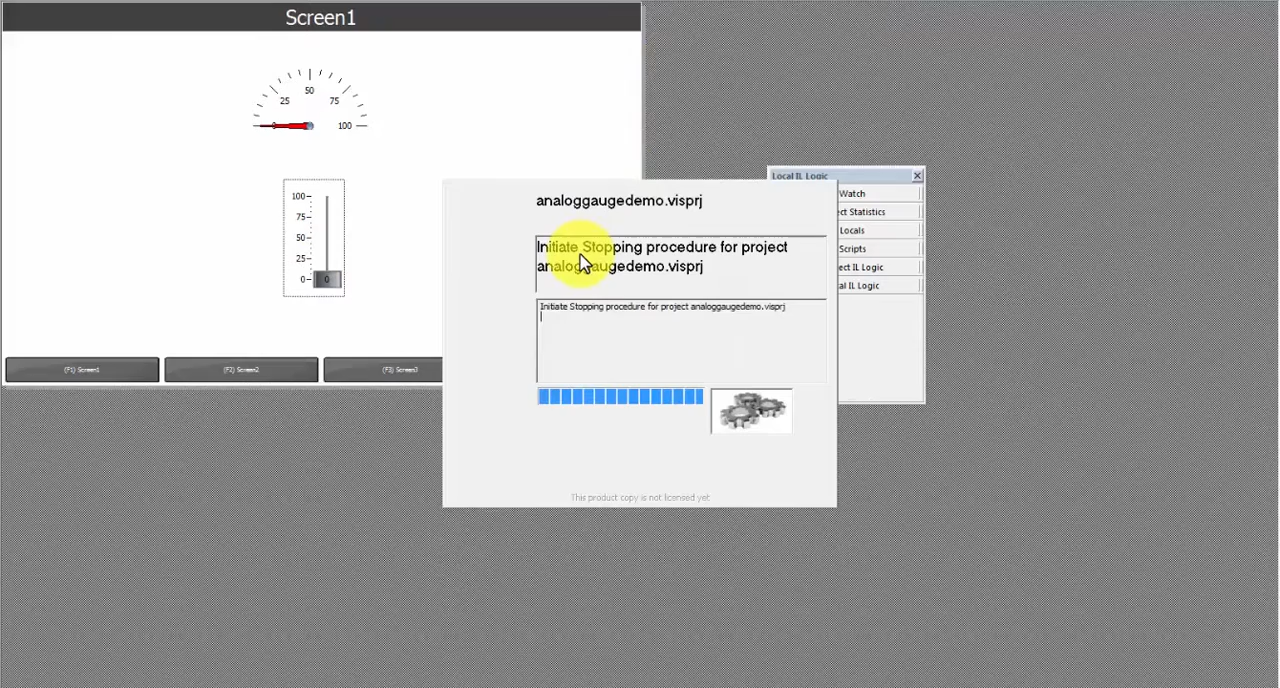 Screen1
50
25
75
100
100
75
50
25
0
0
(F1) Screen1
(F2) Screen2
(F3) Screen3
analoggaugedemo.visprj
Initiate Stopping procedure for project
analoggaugedemo.visprj
Initiate Stopping procedure for project analoggaugedemo.visprj
This product copy is not licensed yet
Local IL Logic
Watch
ect Statistics
Locals
Scripts
ect IL Logic
al IL Logic